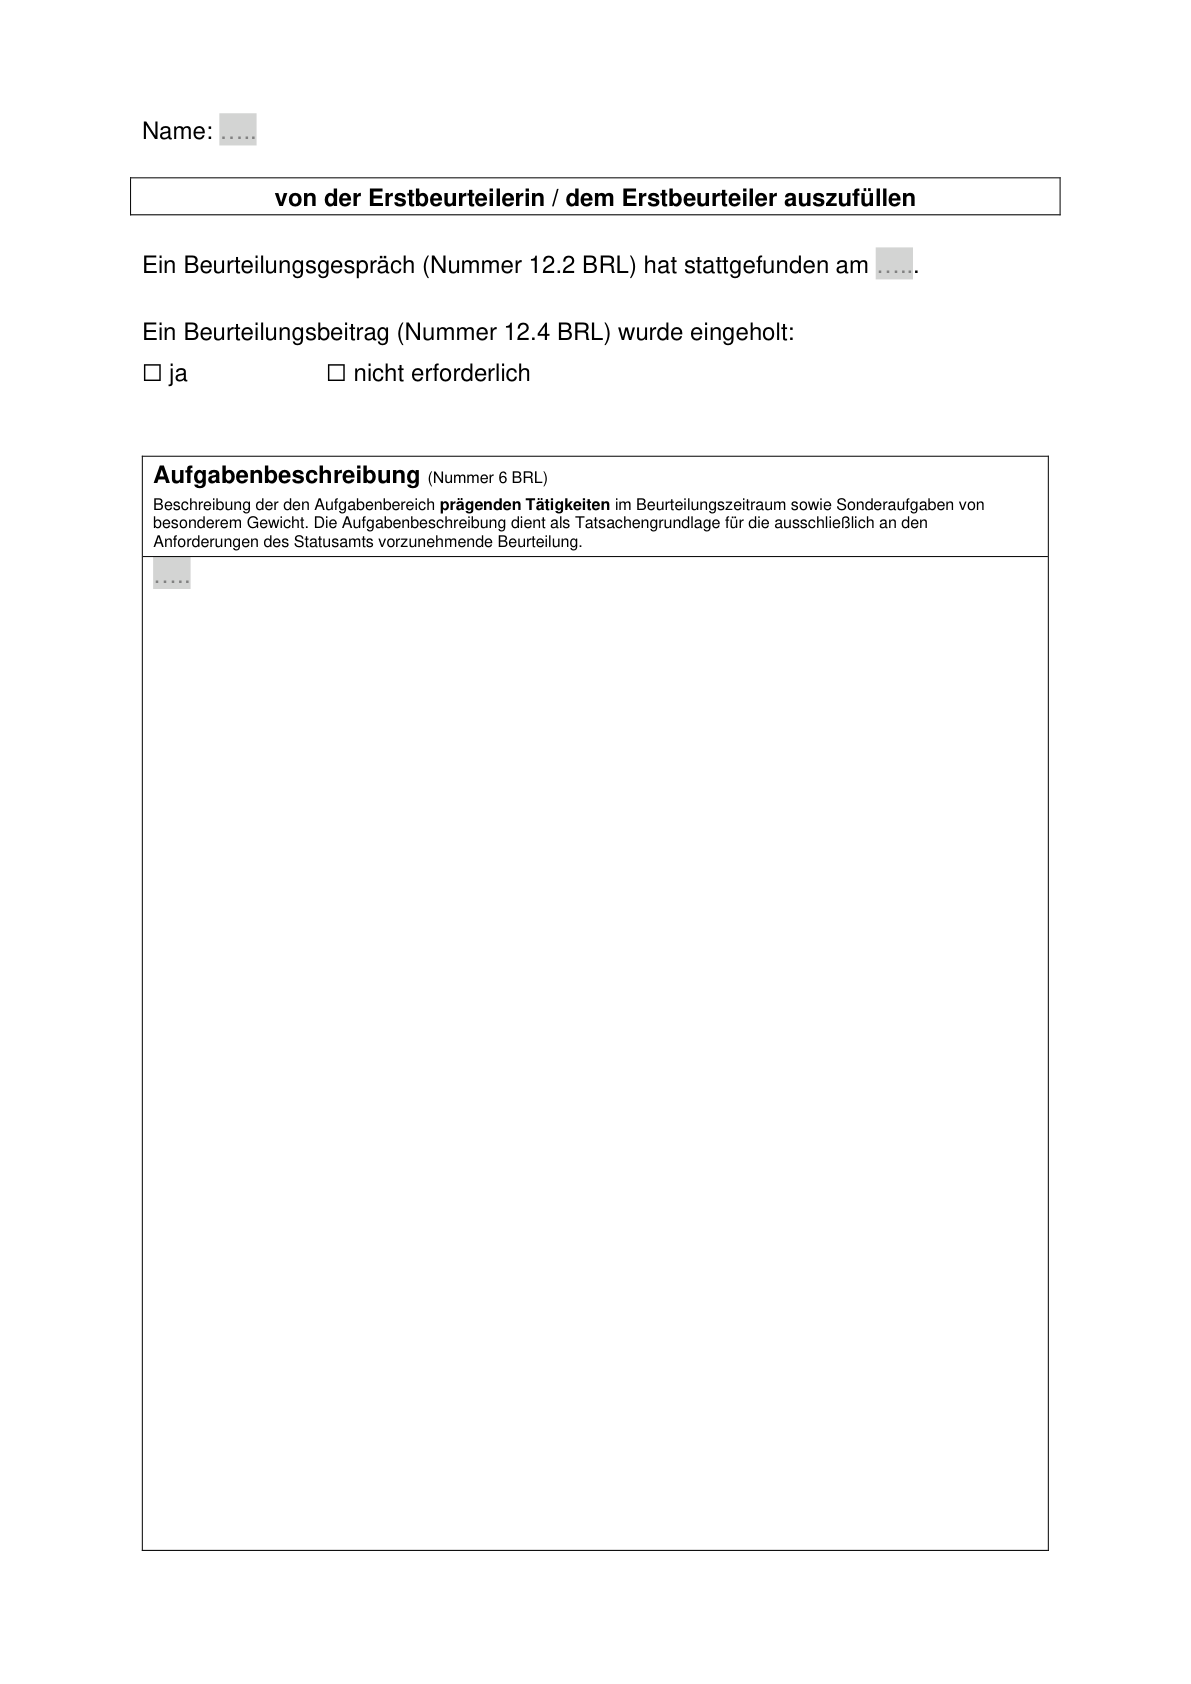 Name: .....
von der Erstbeurteilerin / dem Erstbeurteiler auszufüllen
Ein Beurteilungsgespräch (Nummer 12.2 BRL) hat stattgefunden am ......
Ein Beurteilungsbeitrag (Nummer 12.4 BRL) wurde eingeholt:
☐ ja ☐ nicht erforderlich
Aufgabenbeschreibung (Nummer 6 BRL)
Beschreibung der den Aufgabenbereich prägenden Tätigkeiten im Beurteilungszeitraum sowie Sonderaufgaben von
besonderem Gewicht. Die Aufgabenbeschreibung dient als Tatsachengrundlage für die ausschließlich an den
Anforderungen des Statusamts vorzunehmende Beurteilung.
.....